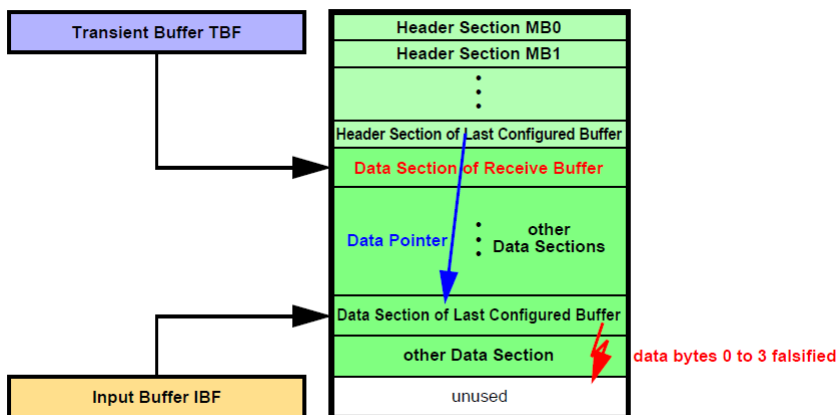 Transient Buffer TBF
Header Section MB0
Header Section MB1
Header Section of Last Configured Buffer
Data Section of Receive Buffer
Data Pointer
other
Data Sections
Data Section of Last Configured Buffer
other Data Section
data bytes 0 to 3 falsified
Input Buffer IBF
unused